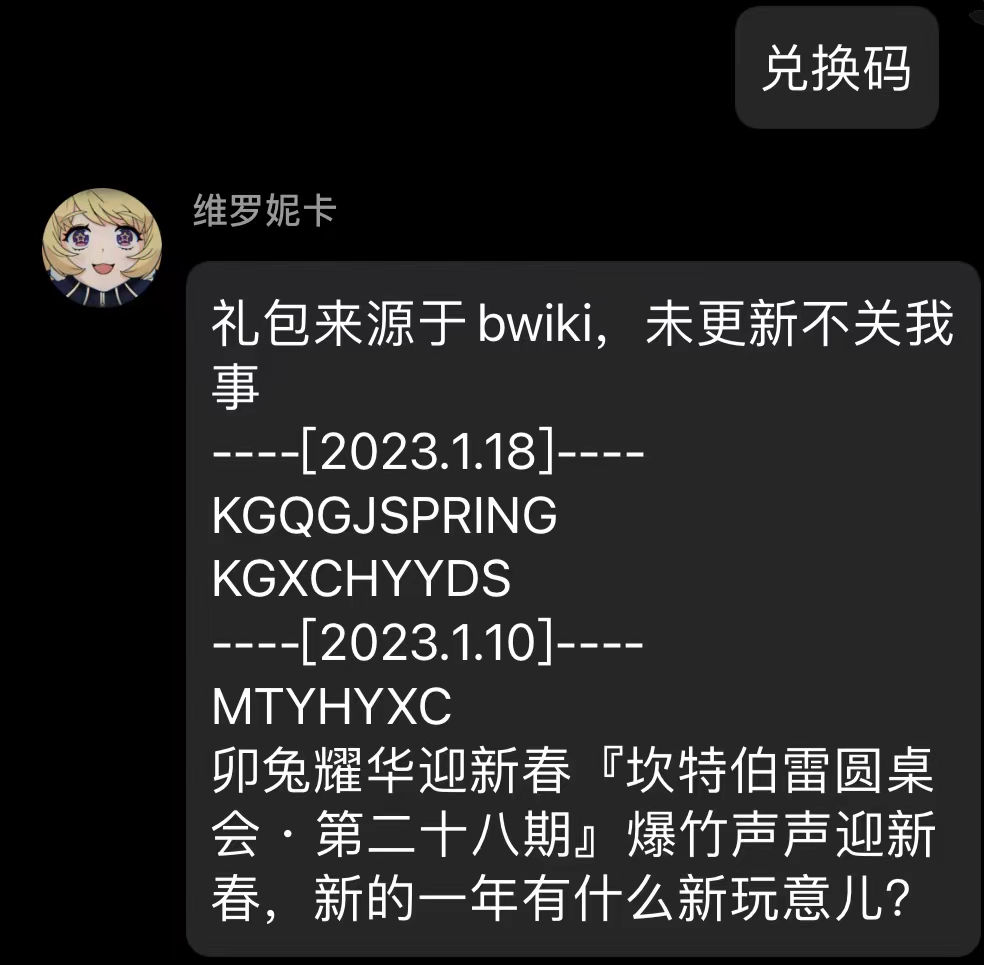 兑换码
维罗妮卡
礼包来源于 bwiki，未更新不关我
事
----[2023.1.18]----
KGQGJSPRING
KGXCHYYDS
----[2023.1.10]----
MTYHYXC
卯兔耀华迎新春『坎特伯雷圆桌
会·第二十八期』爆竹声声迎新
春，新的一年有什么新玩意儿？